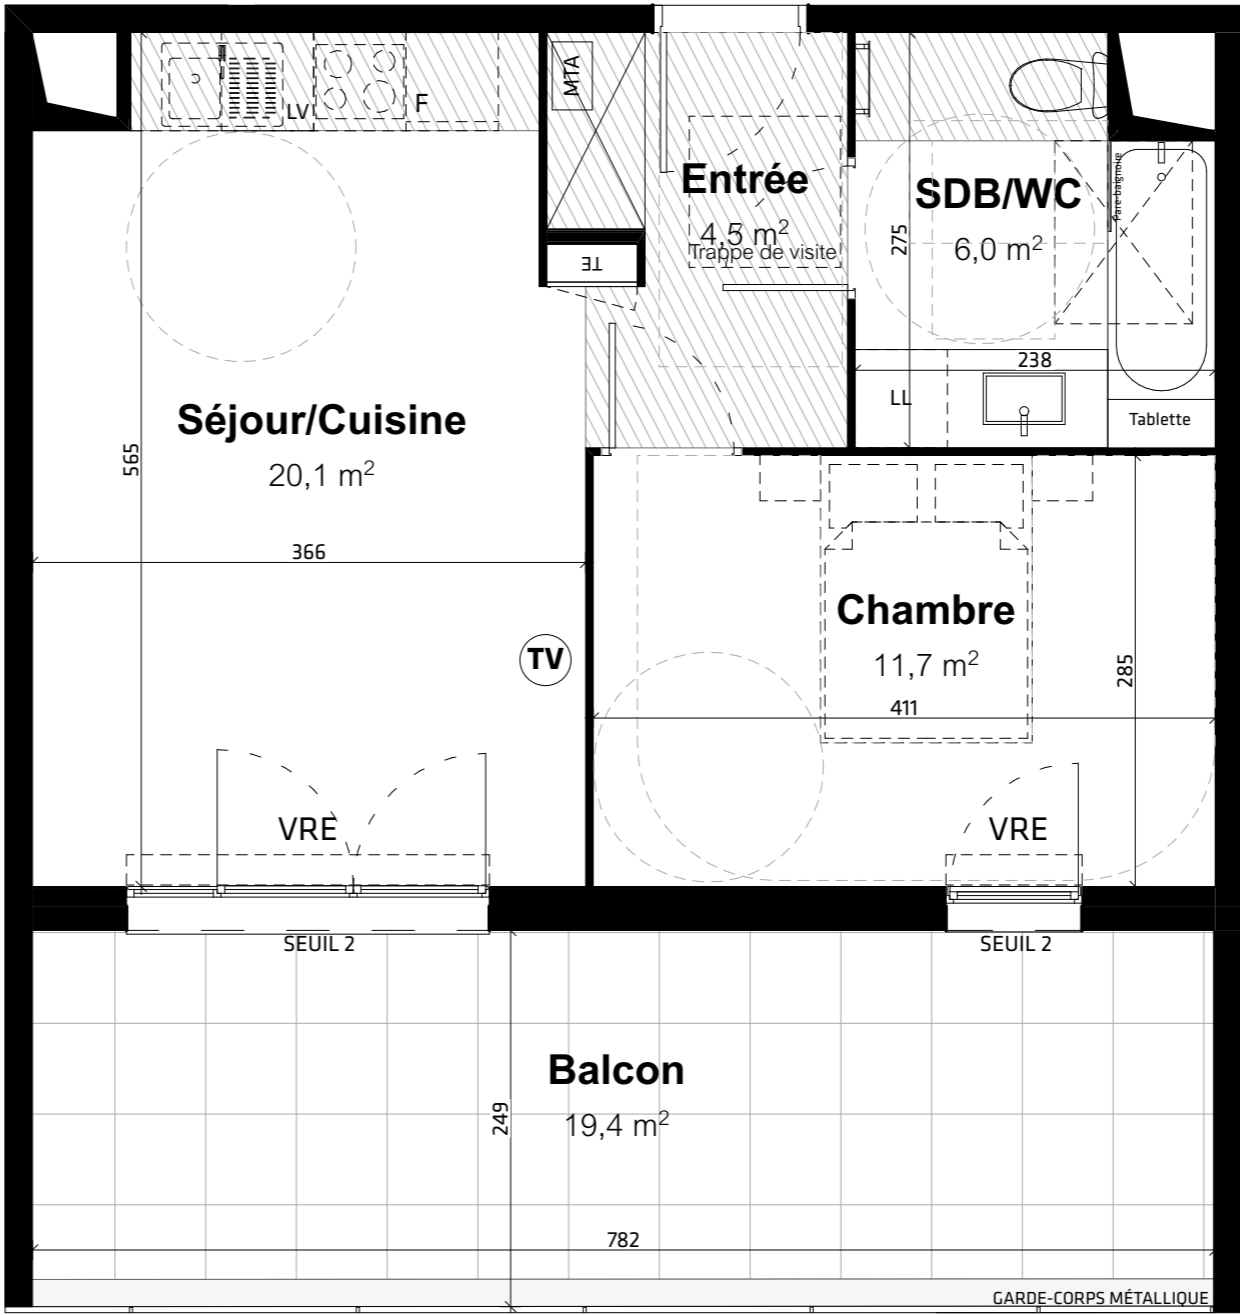 MTA
LV
F
Entrée
4,5 m²
Trappe de visite
SDB/WC
6,0 m²
Pare-baignoire
275
TE
238
LL
Tablette
Séjour/Cuisine
20,1 m²
565
366
Chambre
11,7 m²
285
TV
411
VRE
VRE
SEUIL 2
SEUIL 2
Balcon
19,4 m²
249
782
GARDE-CORPS MÉTALLIQUE